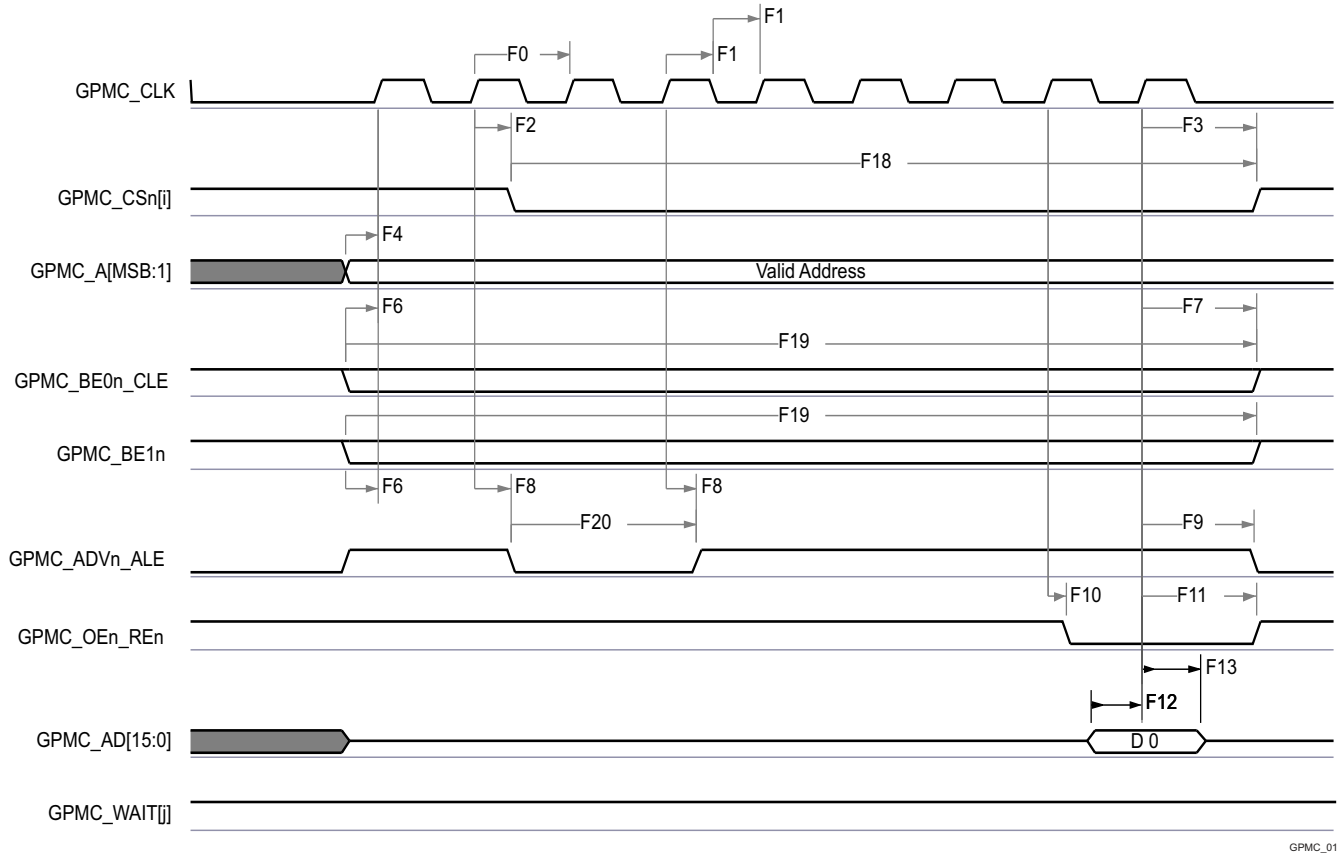 F1
F0
F1
GPMC_CLK
F2
F3
F18
GPMC_CSn[i]
F4
GPMC_A[MSB:1]
Valid Address
F6
F7
F19
GPMC_BE0n_CLE
F19
GPMC_BE1n
F6
F8
F8
F20
F9
GPMC_ADVn_ALE
F10
F11
GPMC_OEn_REn
F13
F12
GPMC_AD[15:0]
D 0
GPMC_WAIT[j]
GPMC_01